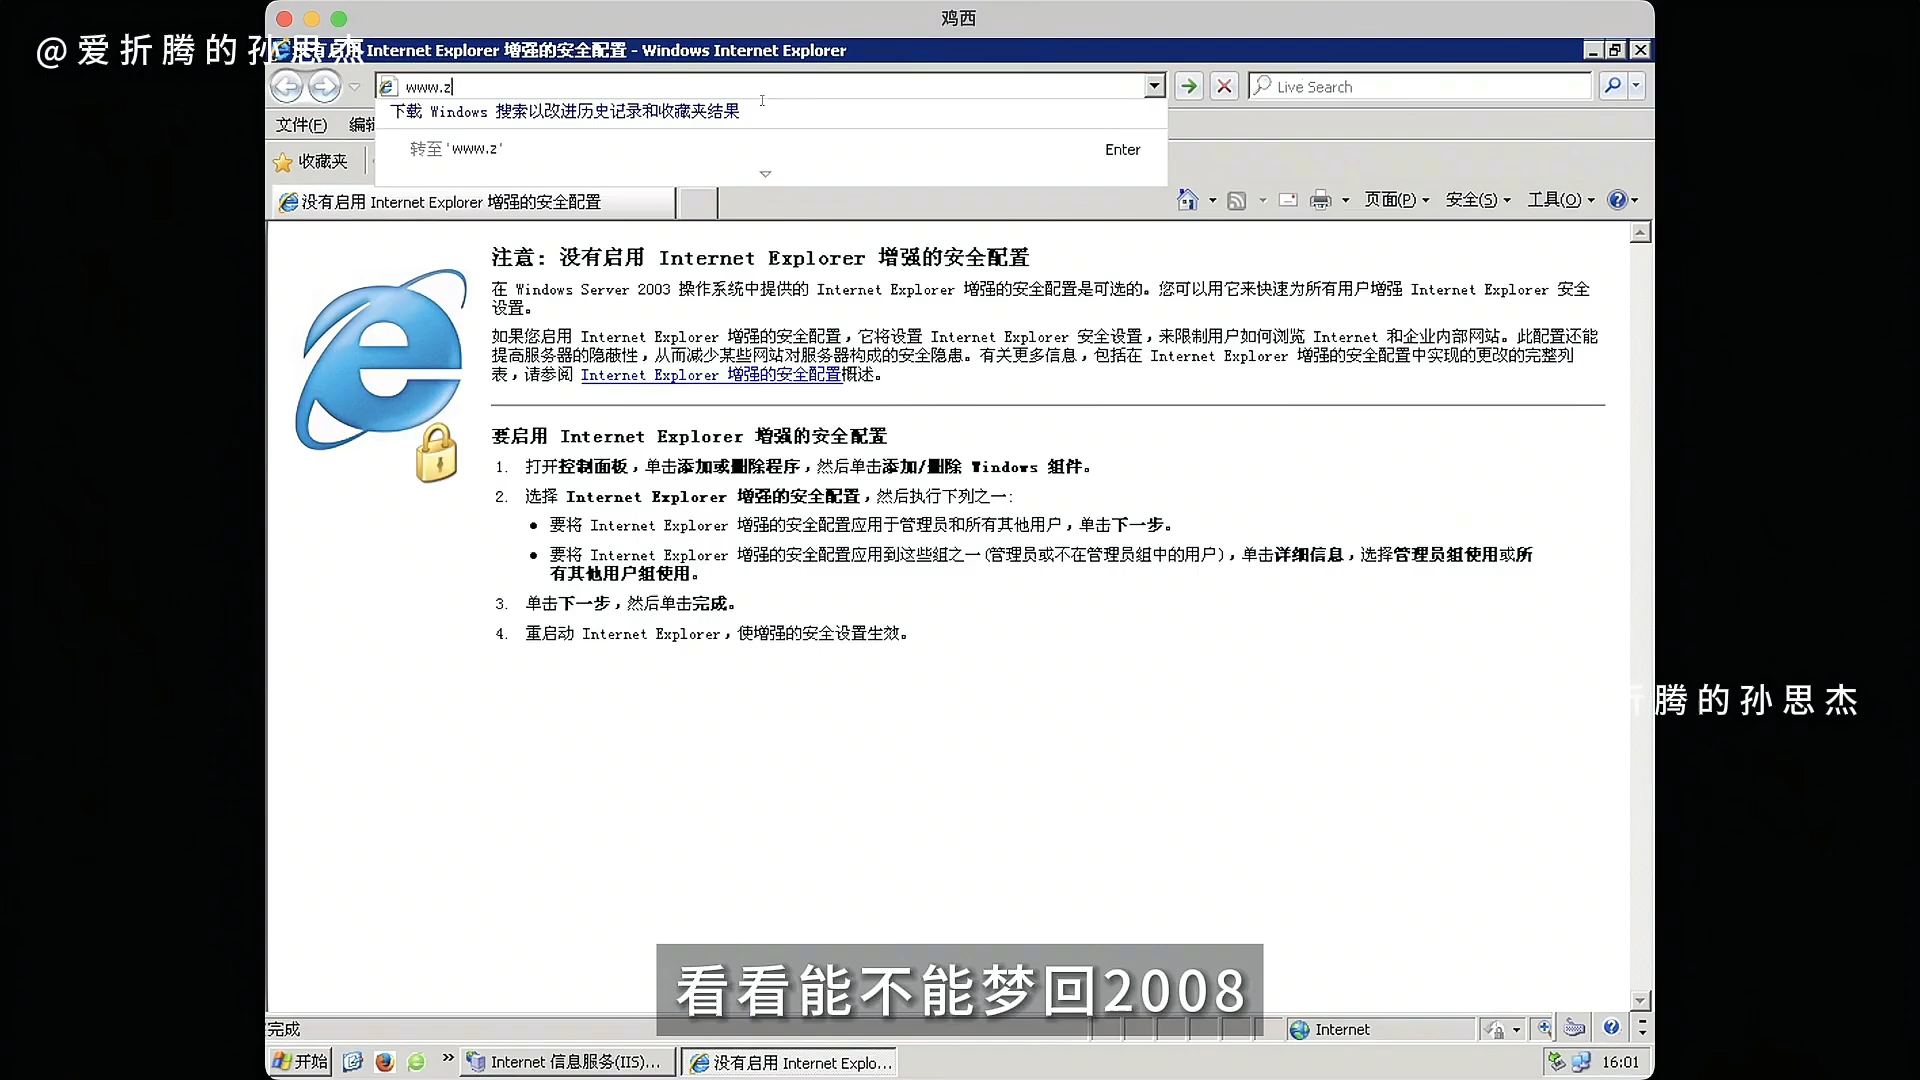 鸡西
@爱折腾的孙思杰
Internet Explorer 增强的安全配置 - Windows Internet Explorer
www.z
Live Search
下载 Windows 搜索以改进历史记录和收藏夹结果
文件(F) 编辑
转至'www.z'
Enter
收藏夹
没有启用 Internet Explorer 增强的安全配置
页面(P)
安全(S)
工具(O)
注意: 没有启用 Internet Explorer 增强的安全配置
在 Windows Server 2003 操作系统中提供的 Internet Explorer 增强的安全配置是可选的。您可以用它来快速为所有用户增强 Internet Explorer 安全
设置。
如果您启用 Internet Explorer 增强的安全配置，它将设置 Internet Explorer 安全设置，来限制用户如何浏览 Internet 和企业内部网站。此配置还能
提高服务器的隐蔽性，从而减少某些网站对服务器构成的安全隐患。有关更多信息，包括在 Internet Explorer 增强的安全配置中实现的更改的完整列
表，请参阅 Internet Explorer 增强的安全配置概述。
要启用 Internet Explorer 增强的安全配置
1. 打开控制面板，单击添加或删除程序，然后单击添加/删除 Windows 组件。
2. 选择 Internet Explorer 增强的安全配置，然后执行下列之一:
● 要将 Internet Explorer 增强的安全配置应用于管理员和所有其他用户，单击下一步。
● 要将 Internet Explorer 增强的安全配置应用到这些组之一(管理员或不在管理员组中的用户)，单击详细信息，选择管理员组使用或所
有其他用户组使用。
3. 单击下一步，然后单击完成。
4. 重启动 Internet Explorer，使增强的安全设置生效。
折腾的孙思杰
看看能不能梦回2008
完成
Internet
开始
Internet 信息服务(IIS)...
没有启用 Internet Explo...
16:01